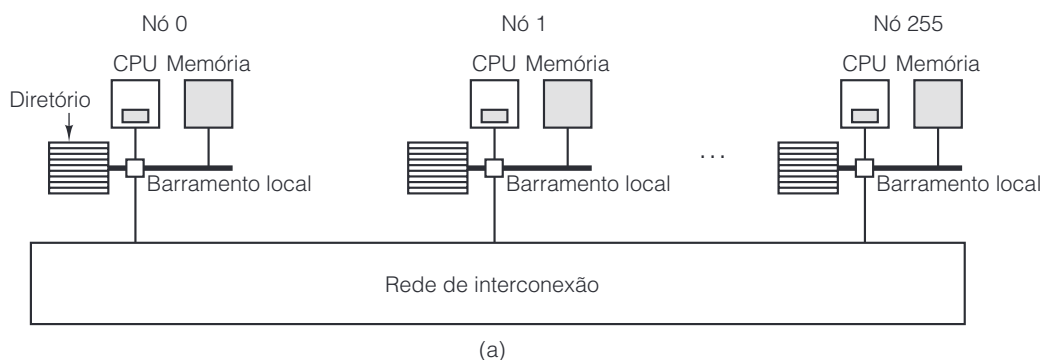 Nó 0
Nó 1
Nó 255
CPU Memória
CPU Memória
CPU Memória
Diretório
...
Barramento local
Barramento local
Barramento local
Rede de interconexão
(a)